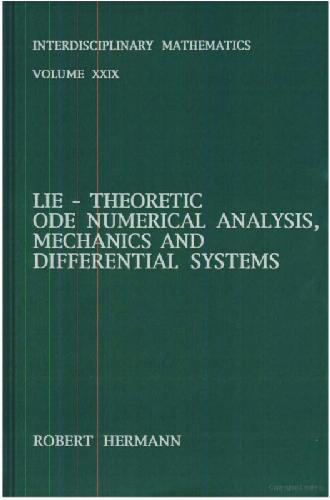 INTERDISCIPLINARY MATHEMATICS
VOLUME XXIX
LIE - THEORETIC
ODE NUMERICAL ANALYSIS,
MECHANICS AND
DIFFERENTIAL SYSTEMS
ROBERT HERMANN